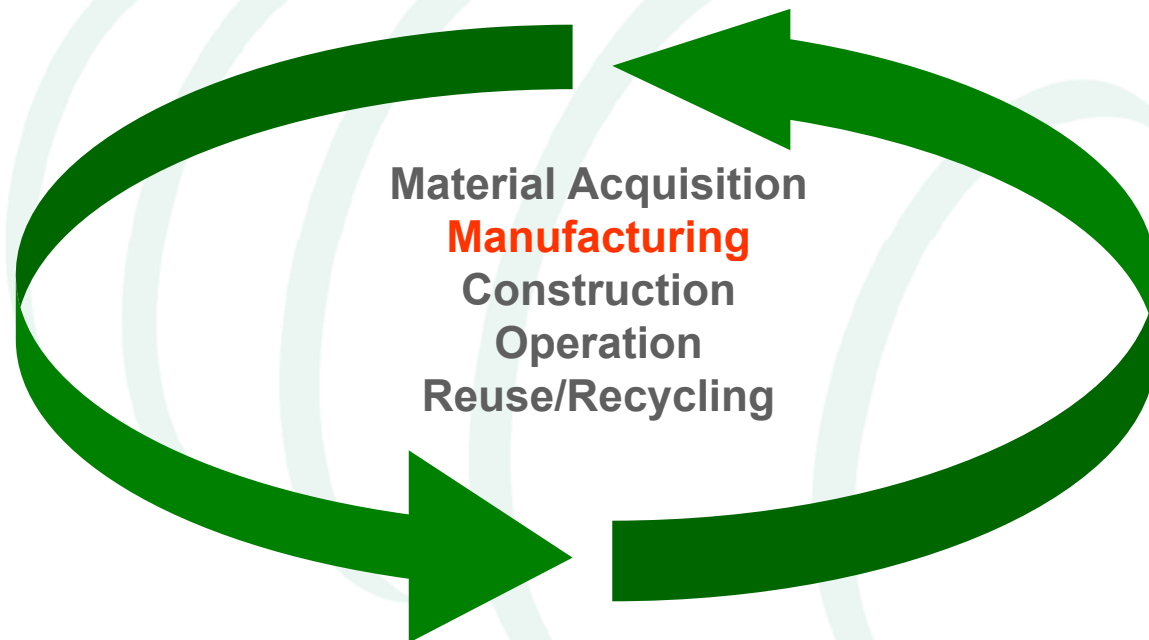 Material Acquisition
Manufacturing
Construction
Operation
Reuse/Recycling